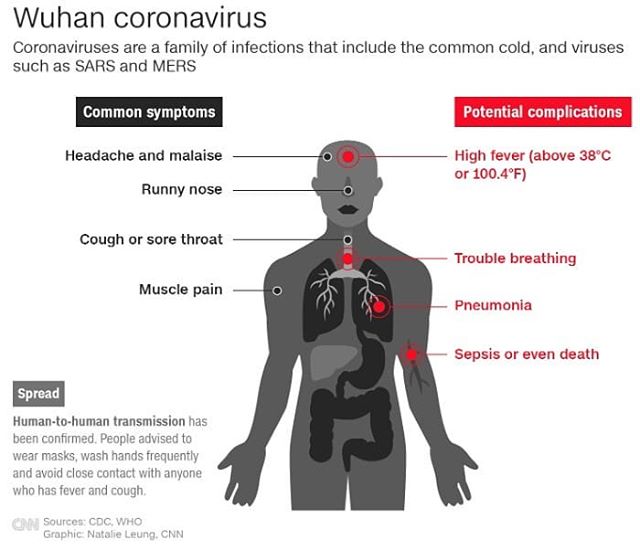 Wuhan coronavirus
Coronaviruses are a family of infections that include the common cold, and viruses
such as SARS and MERS
Common symptoms
Headache and malaise
Runny nose
Cough or sore throat
Muscle pain
Potential complications
High fever (above 38°C
or 100.4°F)
Trouble breathing
Pneumonia
Sepsis or even death
Spread
Human-to-human transmission has
been confirmed. People advised to
wear masks, wash hands frequently
and avoid close contact with anyone
who has fever and cough.
CNN Sources: CDC, WHO
Graphic: Natalie Leung, CNN